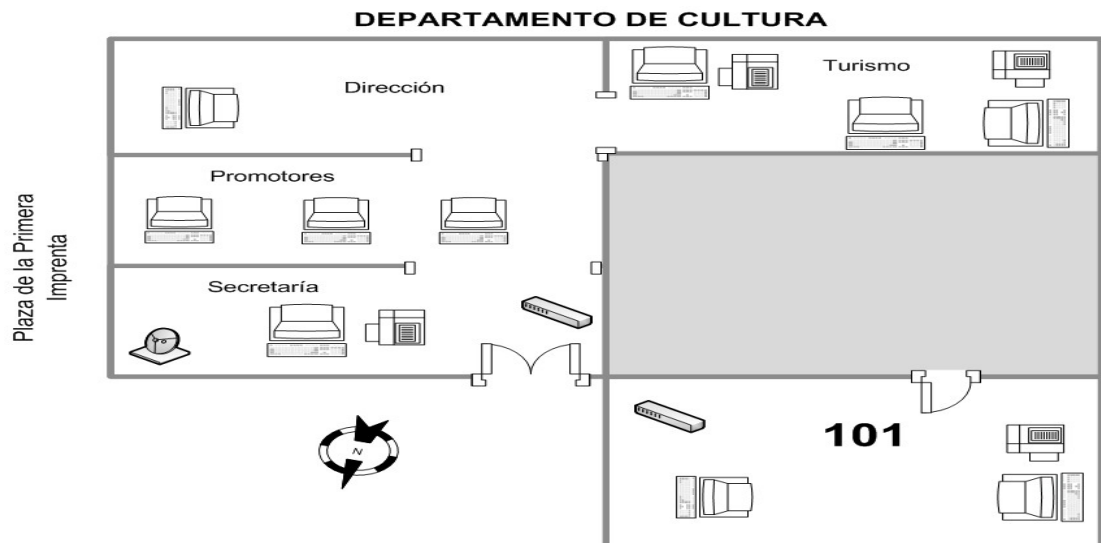 DEPARTAMENTO DE CULTURA
Dirección
Turismo
Promotores
Plaza de la Primera
Imprenta
Secretaría
N
101